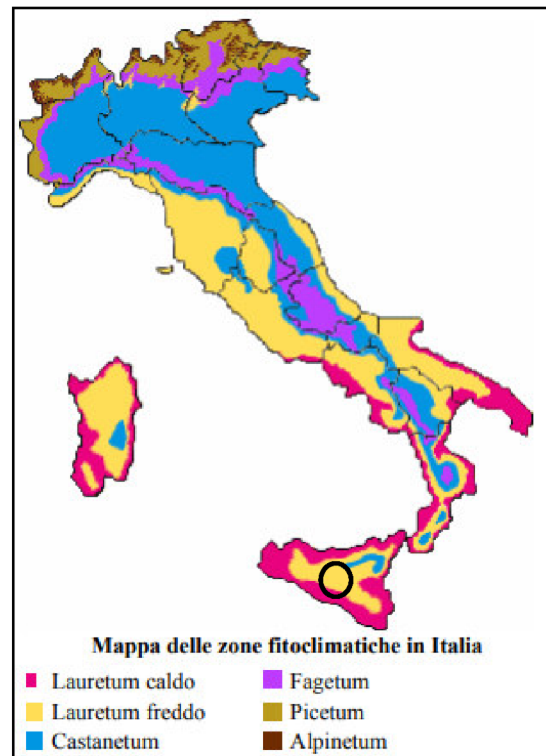 Mappa delle zone fitoclimatiche in Italia
Lauretum caldo
Lauretum freddo
Castanetum
Fagetum
Picetum
Alpinetum